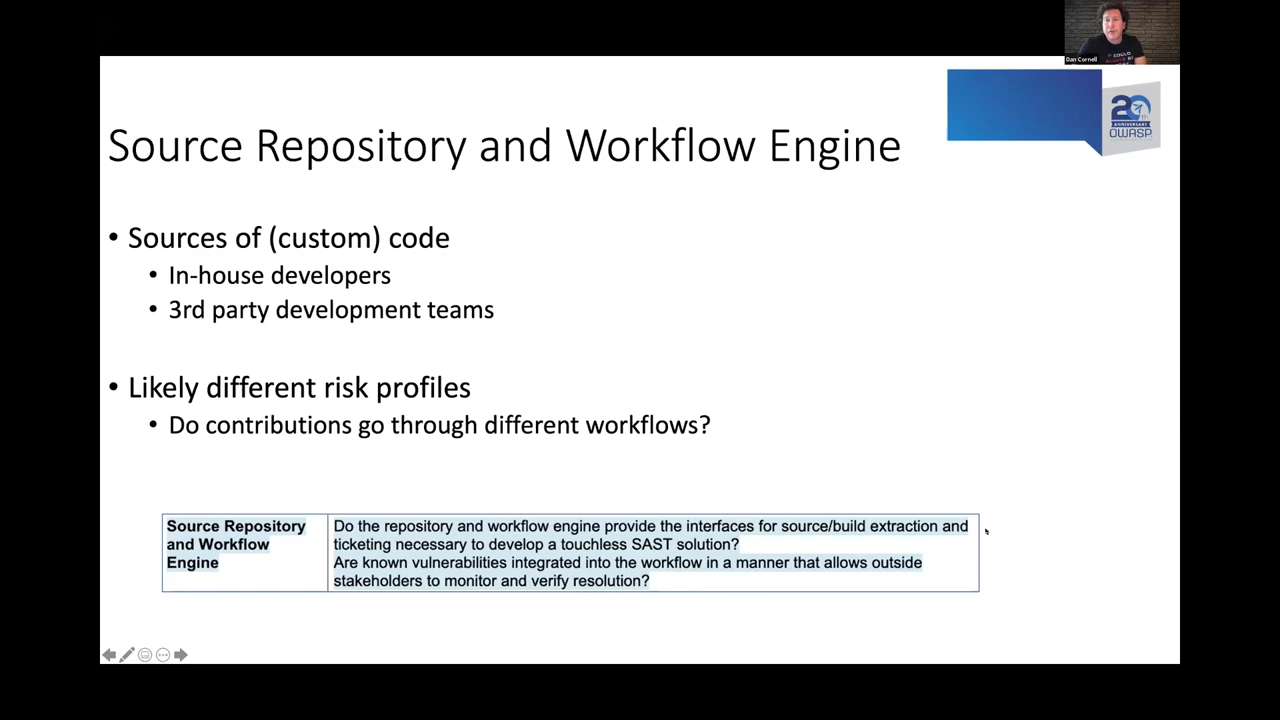 Dan Cornell
20th
ANNIVERSARY
OWASP
Source Repository and Workflow Engine
• Sources of (custom) code
• In-house developers
• 3rd party development teams
• Likely different risk profiles
• Do contributions go through different workflows?
Source Repository
and Workflow
Engine
Do the repository and workflow engine provide the interfaces for source/build extraction and
ticketing necessary to develop a touchless SAST solution?
Are known vulnerabilities integrated into the workflow in a manner that allows outside
stakeholders to monitor and verify resolution?